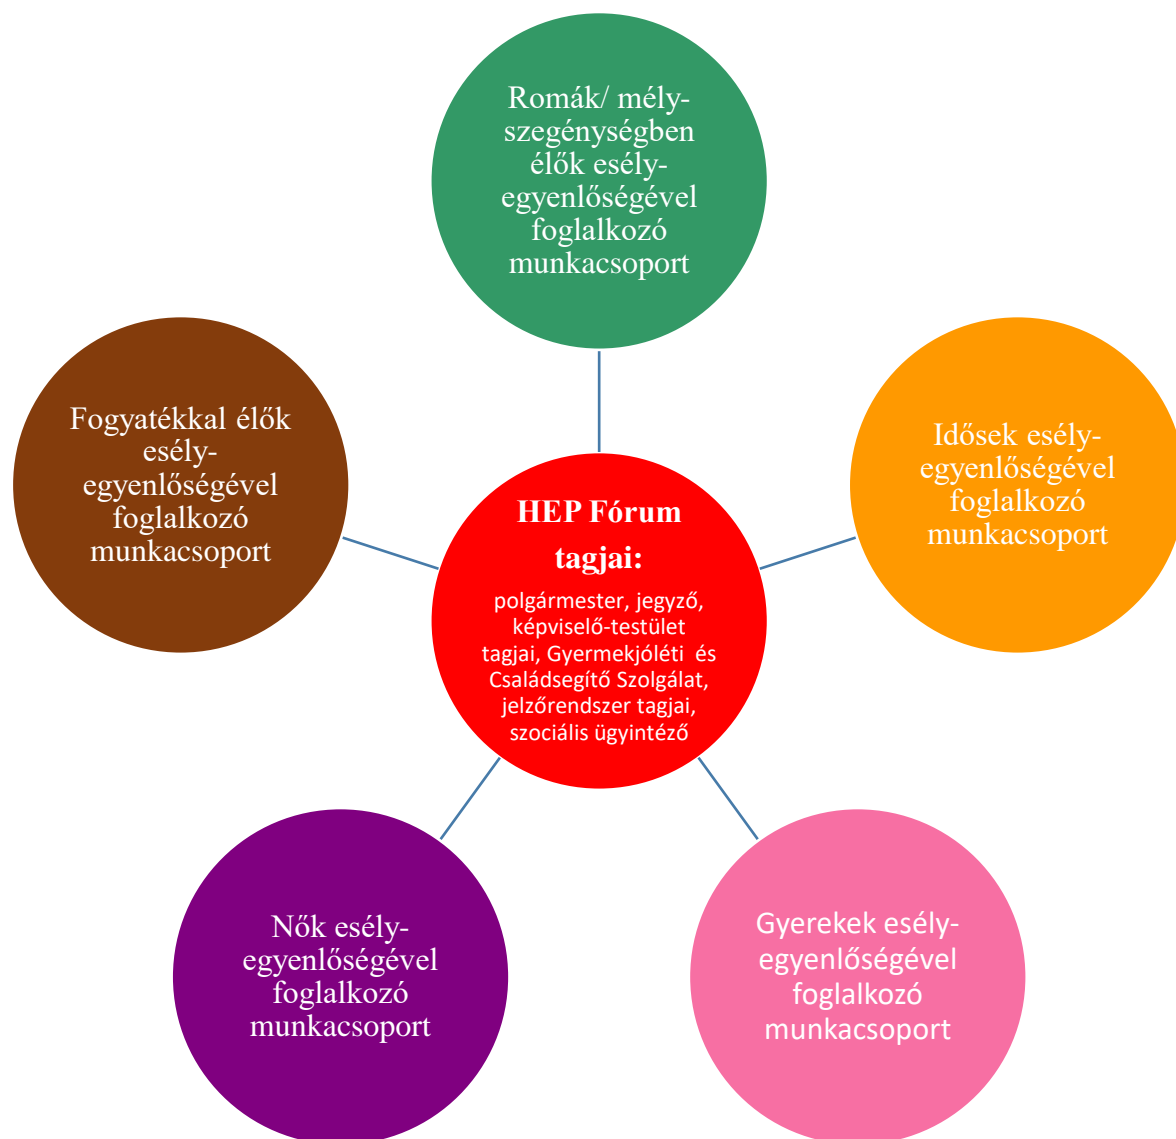 Romák/ mély-
szegénységben
élők esély-
egyenlőségével
foglalkozó
munkacsoport
Fogyatékkal élők
esély-
egyenlőségével
foglalkozó
munkacsoport
Idősek esély-
egyenlőségével
foglalkozó
munkacsoport
HEP Fórum
tagjai:
polgármester, jegyző,
képviselő-testület
tagjai, Gyermekjóléti és
Családsegítő Szolgálat,
jelzőrendszer tagjai,
szociális ügyintéző
Nők esély-
egyenlőségével
foglalkozó
munkacsoport
Gyerekek esély-
egyenlőségével
foglalkozó
munkacsoport